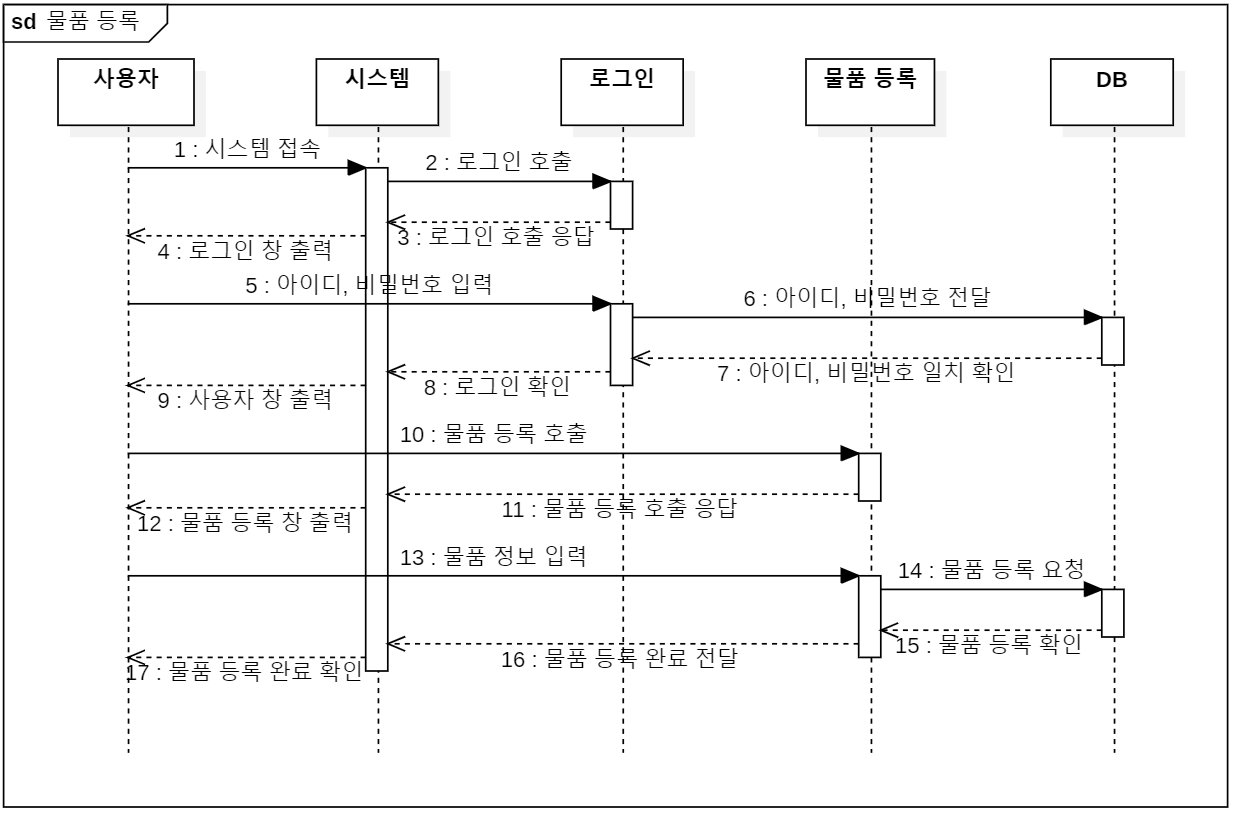 sd 물품 등록
사용자
시스템
로그인
물품 등록
DB
1 : 시스템 접속
2 : 로그인 호출
3 : 로그인 호출 응답
4 : 로그인 창 출력
5 : 아이디, 비밀번호 입력
6 : 아이디, 비밀번호 전달
7 : 아이디, 비밀번호 일치 확인
8 : 로그인 확인
9 : 사용자 창 출력
10 : 물품 등록 호출
11 : 물품 등록 호출 응답
12 : 물품 등록 창 출력
13 : 물품 정보 입력
14 : 물품 등록 요청
15 : 물품 등록 확인
16 : 물품 등록 완료 전달
17 : 물품 등록 완료 확인